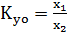 K_yo = x₁/x₂